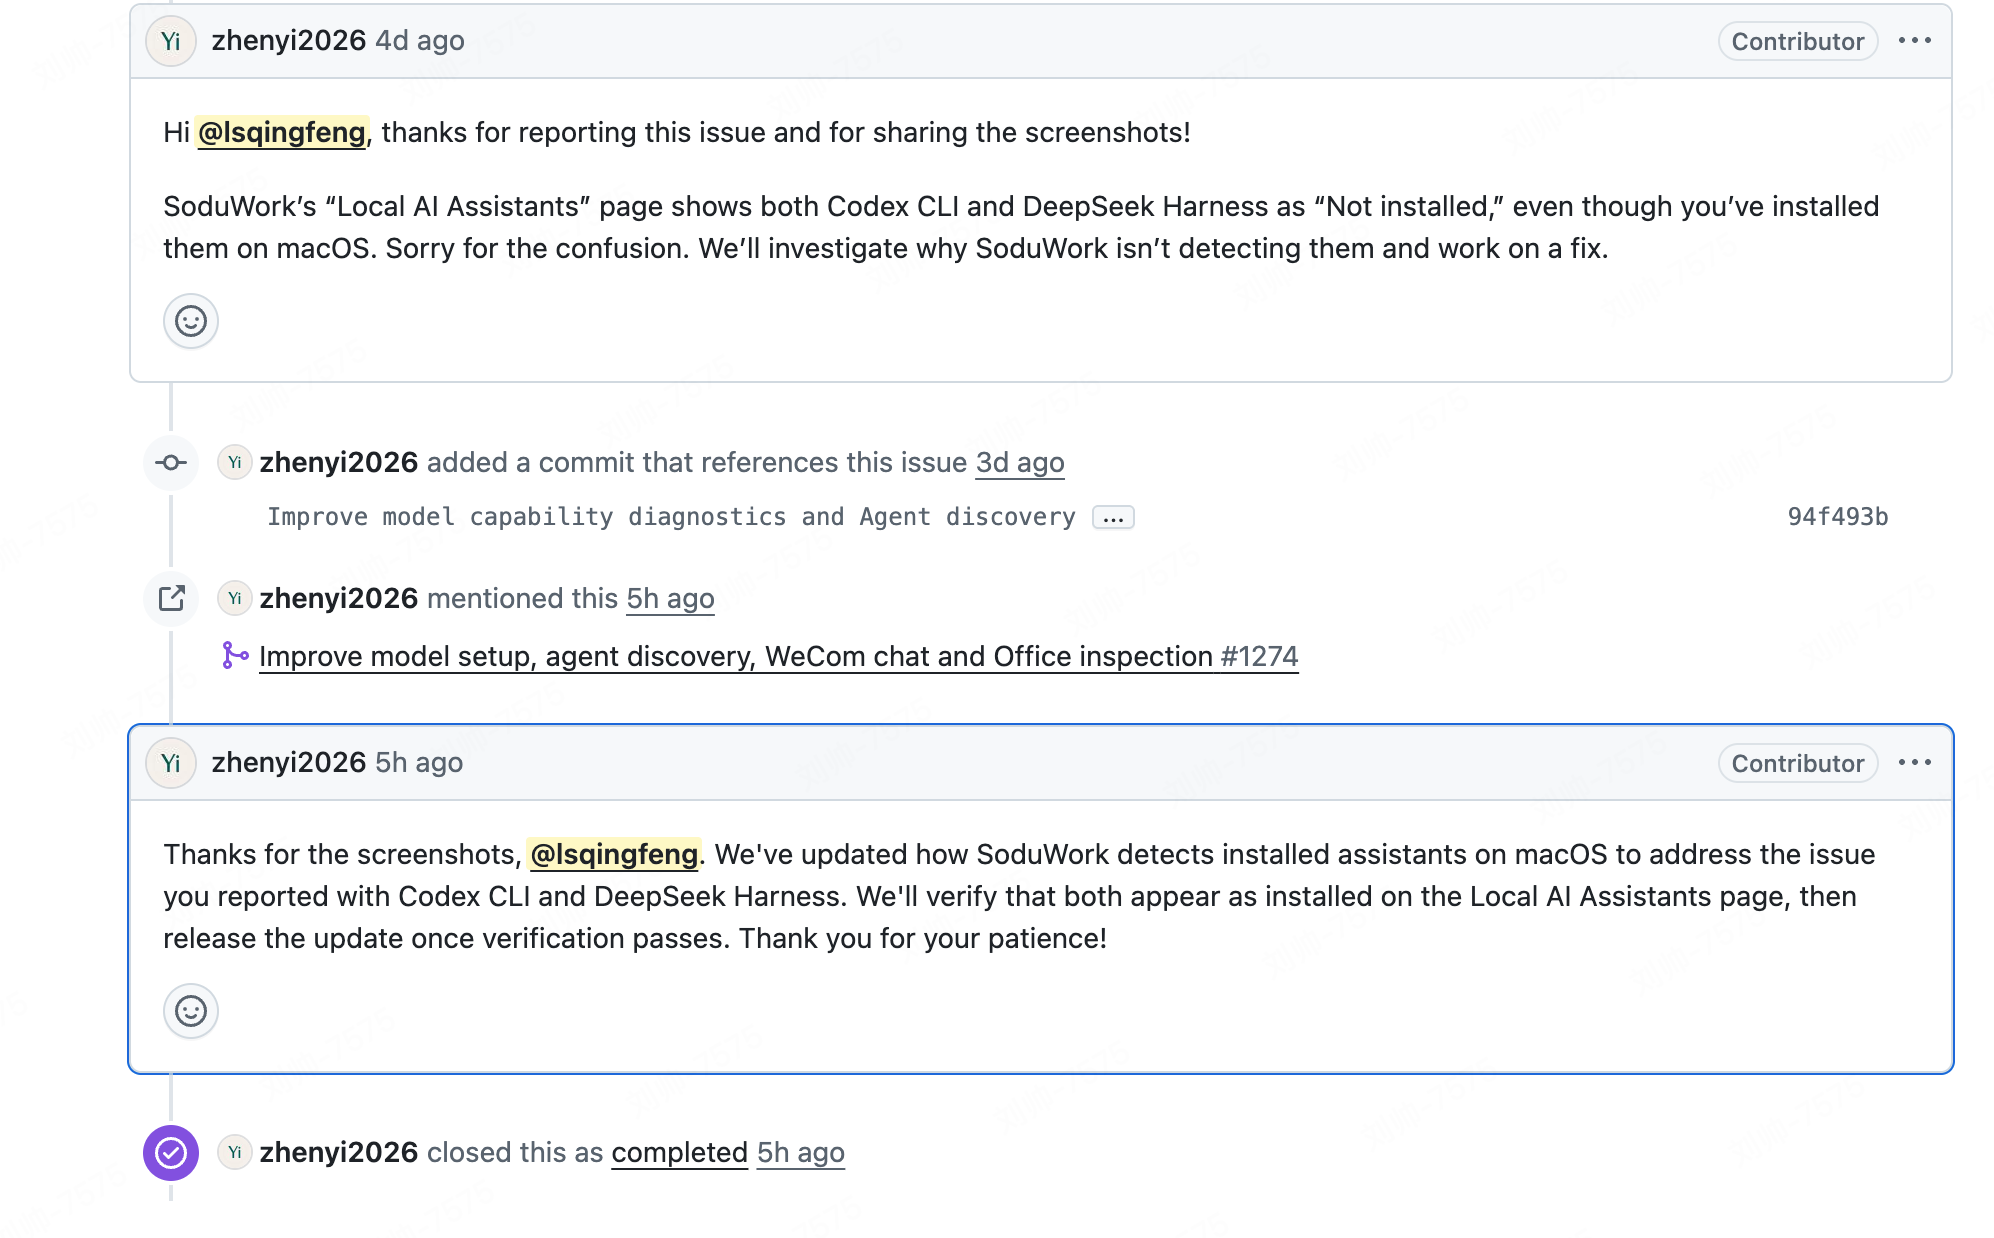 Yi zhenyi2026 4d ago Contributor
Hi @lsqingfeng, thanks for reporting this issue and for sharing the screenshots!
SoduWork’s “Local AI Assistants” page shows both Codex CLI and DeepSeek Harness as “Not installed,” even though you’ve installed
them on macOS. Sorry for the confusion. We’ll investigate why SoduWork isn’t detecting them and work on a fix.
Yi zhenyi2026 added a commit that references this issue 3d ago
Improve model capability diagnostics and Agent discovery ... 94f493b
Yi zhenyi2026 mentioned this 5h ago
Improve model setup, agent discovery, WeCom chat and Office inspection #1274
Yi zhenyi2026 5h ago Contributor
Thanks for the screenshots, @lsqingfeng. We've updated how SoduWork detects installed assistants on macOS to address the issue
you reported with Codex CLI and DeepSeek Harness. We'll verify that both appear as installed on the Local AI Assistants page, then
release the update once verification passes. Thank you for your patience!
Yi zhenyi2026 closed this as completed 5h ago